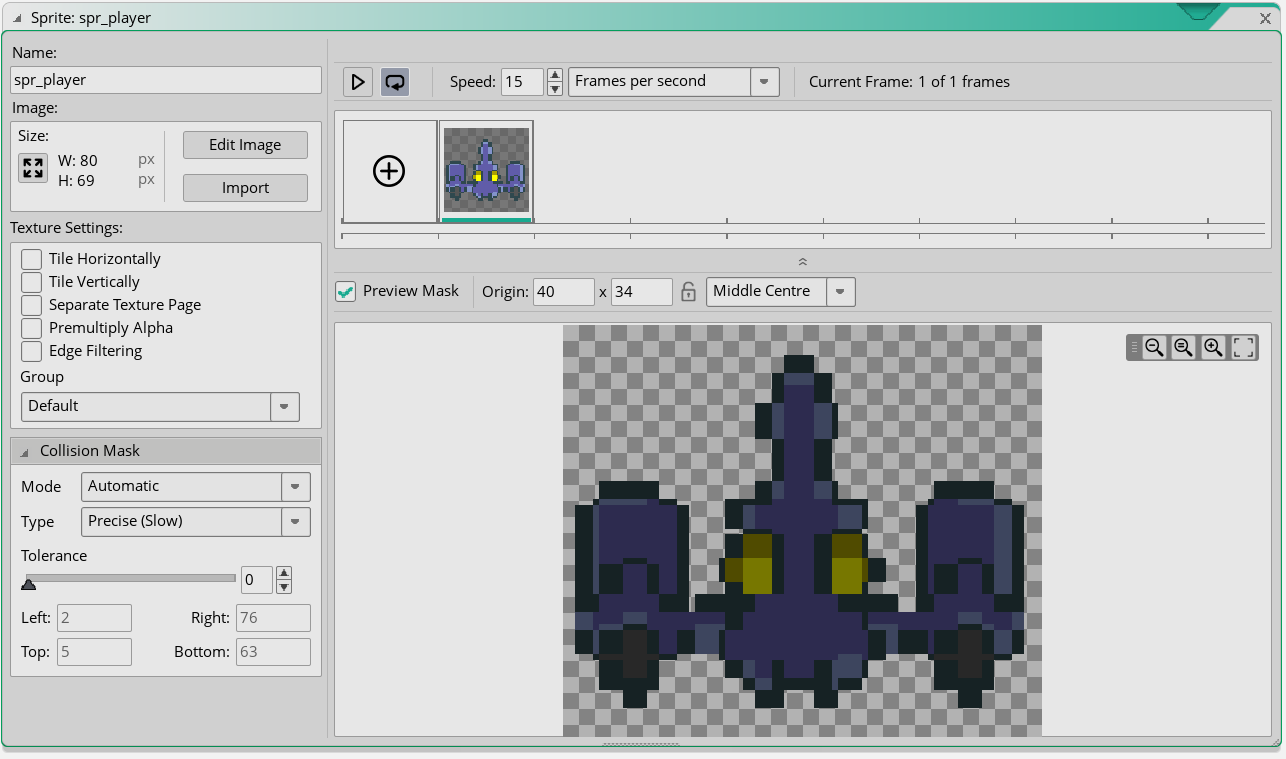 Sprite: spr_player
Name:
spr_player
Image:
Size:
W: 80 px
H: 69 px
Edit Image
Import
Texture Settings:
Tile Horizontally
Tile Vertically
Separate Texture Page
Premultiply Alpha
Edge Filtering
Group
Default
Collision Mask
Mode Automatic
Type Precise (Slow)
Tolerance
0
Left: 2 Right: 76
Top: 5 Bottom: 63
Speed: 15 Frames per second Current Frame: 1 of 1 frames
Preview Mask Origin: 40 x 34 Middle Centre